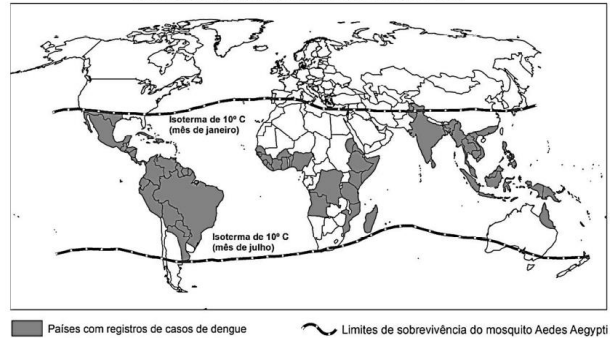 Isoterma de 10º C
(mês de janeiro)
Isoterma de 10º C
(mês de julho)
Países com registros de casos de dengue
Limites de sobrevivência do mosquito Aedes Aegypti